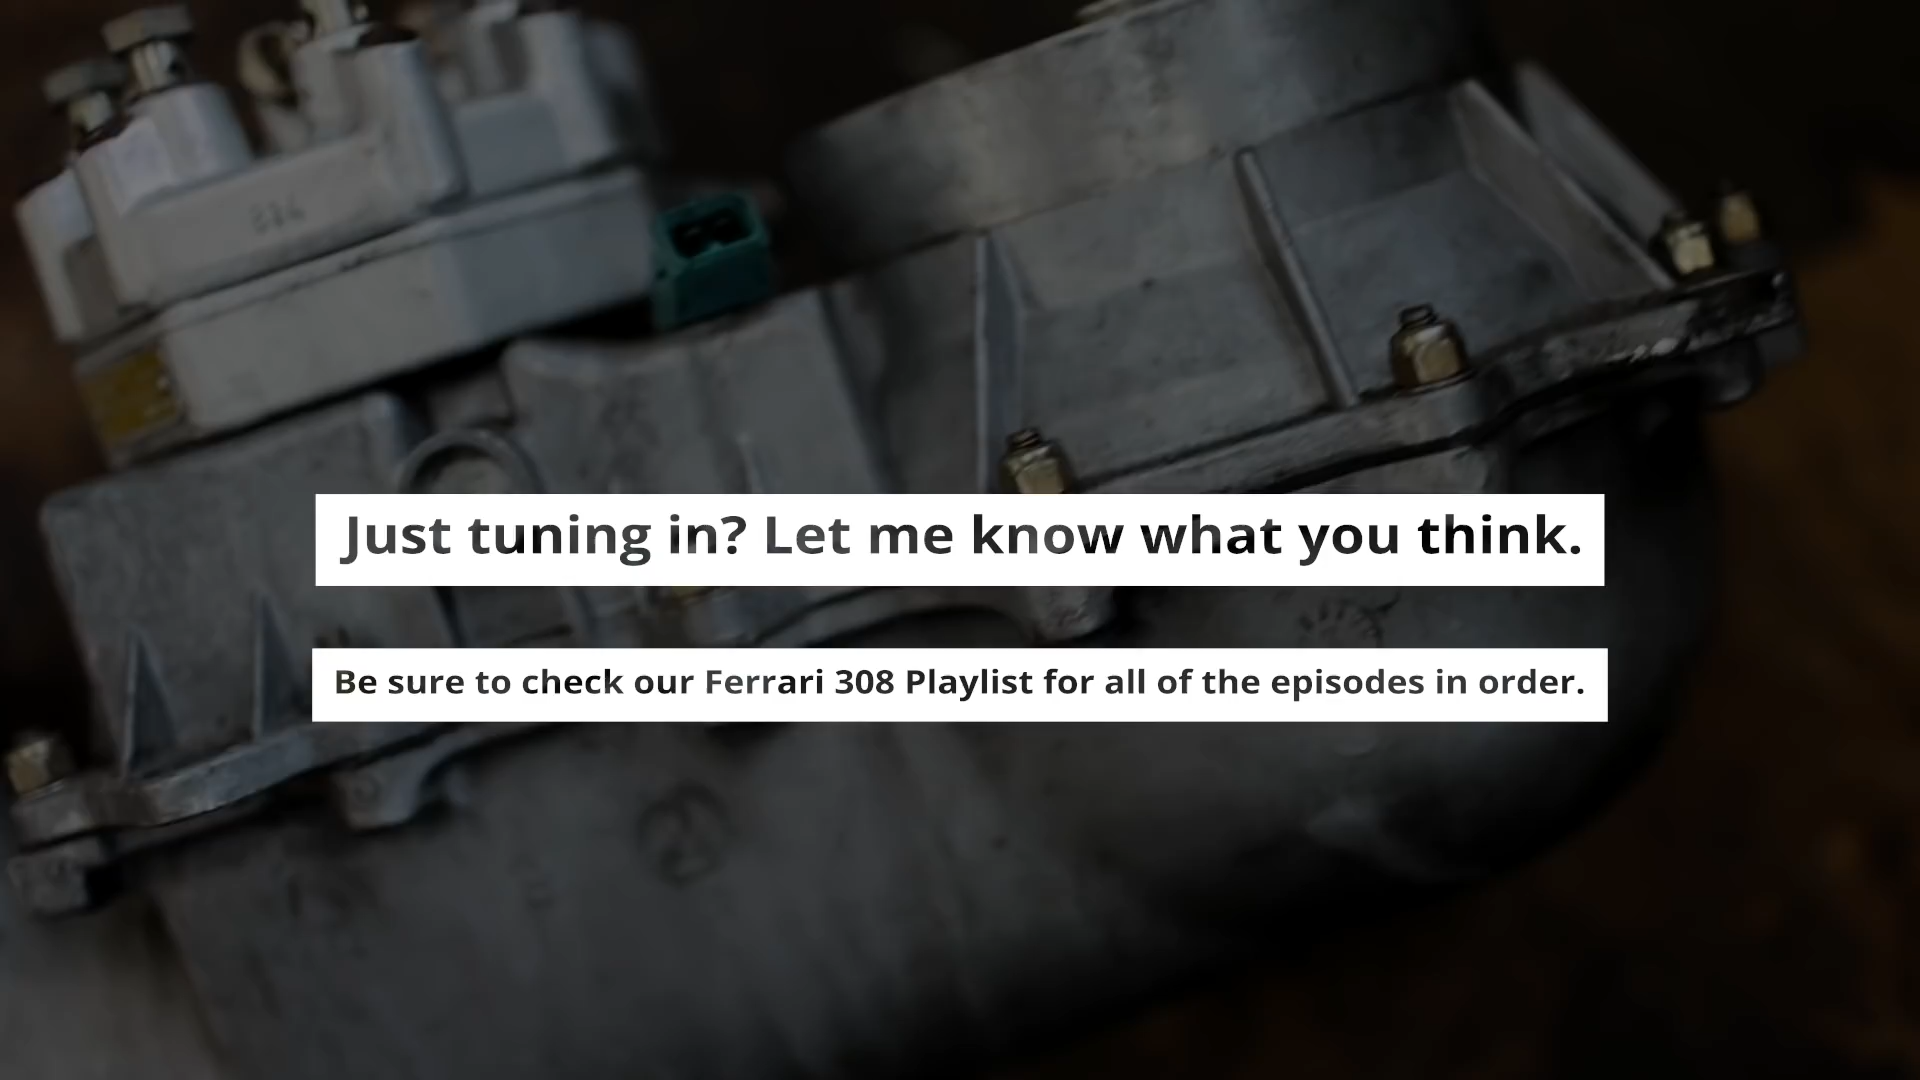 Just tuning in? Let me know what you think.
Be sure to check our Ferrari 308 Playlist for all of the episodes in order.